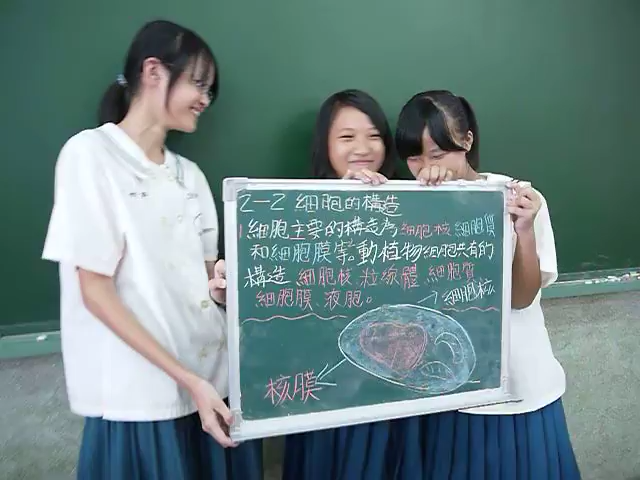 2-2 細胞的構造
1.細胞主要的構造為細胞核 細胞質
和細胞膜等 動植物細胞共有的
構造 細胞核、粒線體、細胞質
細胞膜、液胞。
細胞核
核膜